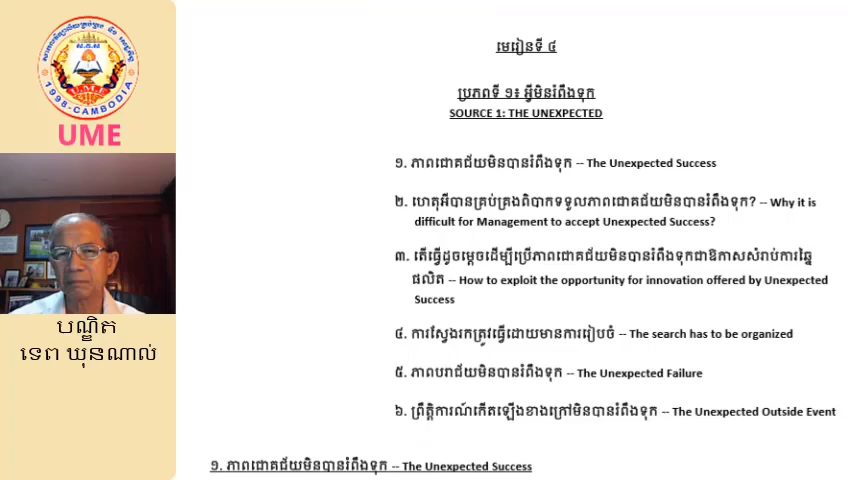 1998-CAMBODIA
U.M.E
UME
បណ្ឌិត
ទេព ឃុនណាល់
មេរៀនទី ៤
ប្រភពទី ១៖ អ្វីមិនរំពឹងទុក
SOURCE 1: THE UNEXPECTED
១. ភាពជោគជ័យមិនបានរំពឹងទុក -- The Unexpected Success
២. ហេតុអីបានគ្រប់គ្រងពិបាកទទួលភាពជោគជ័យមិនបានរំពឹងទុក? -- Why it is
difficult for Management to accept Unexpected Success?
៣. តើធ្វើដូចម្តេចដើម្បីប្រើភាពជោគជ័យមិនបានរំពឹងទុកជាឱកាសសំរាប់ការឆ្នៃ
ផលិត -- How to exploit the opportunity for innovation offered by Unexpected
Success
៤. ការស្វែងរកត្រូវធ្វើដោយមានការរៀបចំ -- The search has to be organized
៥. ភាពបរាជ័យមិនបានរំពឹងទុក -- The Unexpected Failure
៦. ព្រឹត្តិការណ៍កើតឡើងខាងក្រៅមិនបានរំពឹងទុក -- The Unexpected Outside Event
១. ភាពជោគជ័យមិនបានរំពឹងទុក -- The Unexpected Success